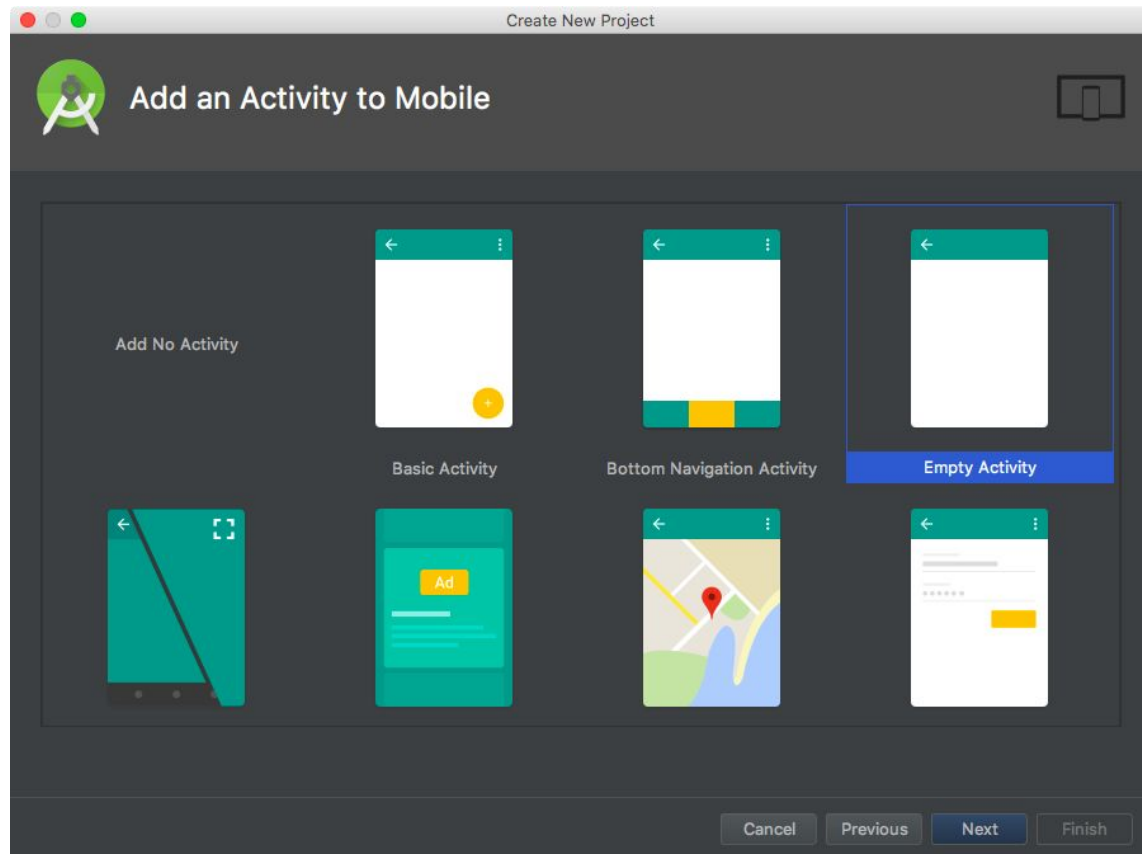 Create New Project
Add an Activity to Mobile
Add No Activity
Basic Activity
Bottom Navigation Activity
Empty Activity
Ad
Cancel
Previous
Next
Finish